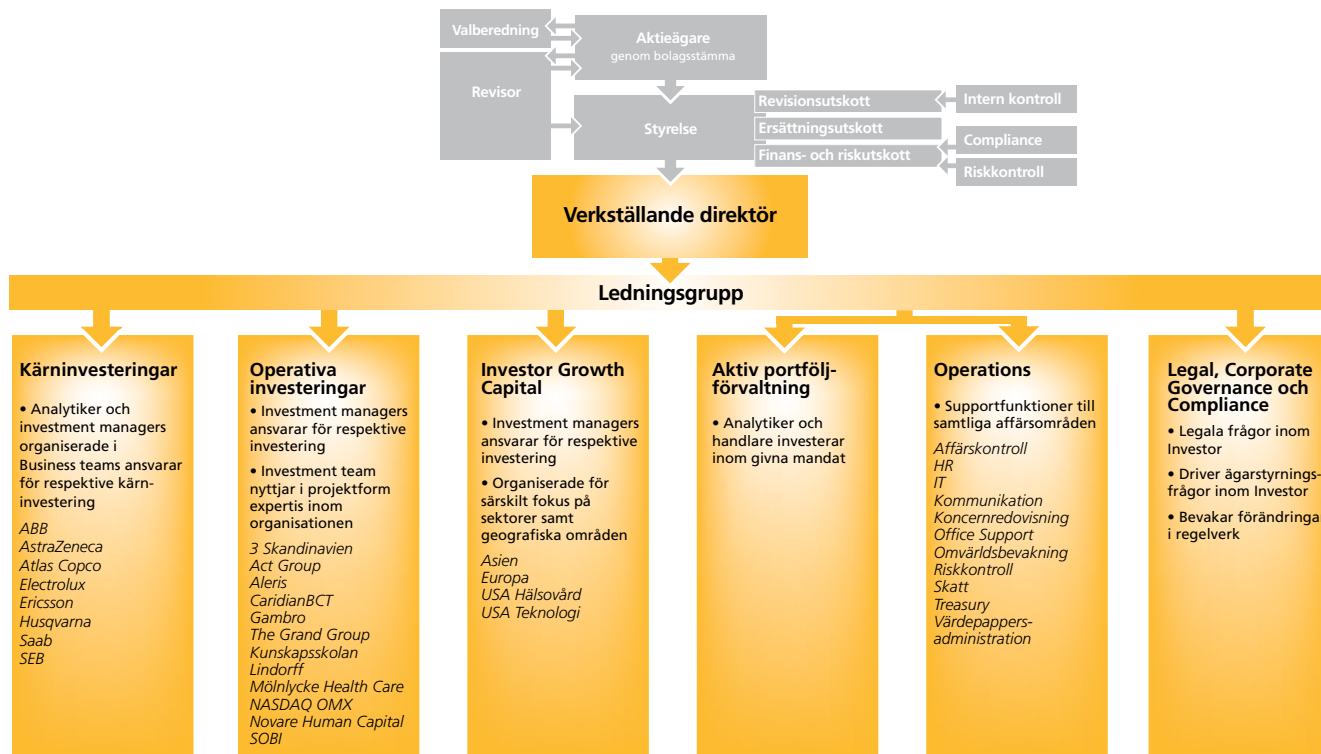 Valberedning
Aktieägare
genom bolagsstämma
Revisor
Styrelse
Revisionsutskott
Ersättningsutskott
Finans- och riskutskott
Intern kontroll
Compliance
Riskkontroll
Verkställande direktör
Ledningsgrupp
Kärninvesteringar
• Analytiker och
investment managers
organiserade i
Business teams ansvarar
för respektive kärn-
investering
ABB
AstraZeneca
Atlas Copco
Electrolux
Ericsson
Husqvarna
Saab
SEB
Operativa
investeringar
• Investment managers
ansvarar för respektive
investering
• Investment team
nyttjar i projektform
expertis inom
organisationen
3 Skandinavien
Act Group
Aleris
CaridianBCT
Gambro
The Grand Group
Kunskapsskolan
Lindorff
Mölnlycke Health Care
NASDAQ OMX
Novare Human Capital
SOBI
Investor Growth
Capital
• Investment managers
ansvarar för respektive
investering
• Organiserade för
särskilt fokus på
sektorer samt
geografiska områden
Asien
Europa
USA Hälsovård
USA Teknologi
Aktiv portfölj-
förvaltning
• Analytiker och
handlare investerar
inom givna mandat
Operations
• Supportfunktioner till
samtliga affärsområden
Affärskontroll
HR
IT
Kommunikation
Koncernredovisning
Office Support
Omvärldsbevakning
Riskkontroll
Skatt
Treasury
Värdepappers-
administration
Legal, Corporate
Governance och
Compliance
• Legala frågor inom
Investor
• Driver ägarstyrnings-
frågor inom Investor
• Bevakar förändringa
i regelverk